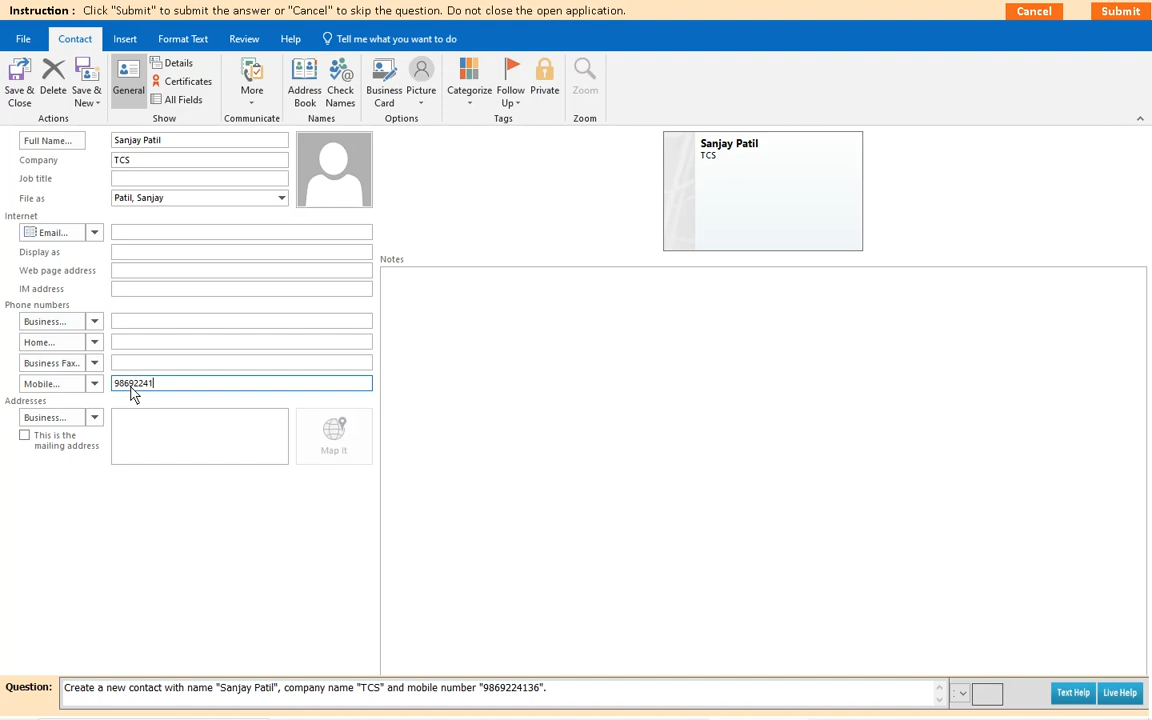 Instruction : Click "Submit" to submit the answer or "Cancel" to skip the question. Do not close the open application.
Cancel
Submit
File
Contact
Insert
Format Text
Review
Help
Tell me what you want to do
Save & Close
Delete
Save & New
General
Details
Certificates
All Fields
More
Address Book
Check Names
Business Card
Picture
Categorize
Follow Up
Private
Zoom
Actions
Show
Communicate
Names
Options
Tags
Zoom
Full Name...
Sanjay Patil
Company
TCS
Job title
File as
Patil, Sanjay
Internet
Email...
Display as
Web page address
IM address
Phone numbers
Business...
Home...
Business Fax..
Mobile...
98692241
Addresses
Business...
This is the
mailing address
Map It
Sanjay Patil
TCS
Notes
Question:
Create a new contact with name "Sanjay Patil", company name "TCS" and mobile number "9869224136".
Text Help
Live Help